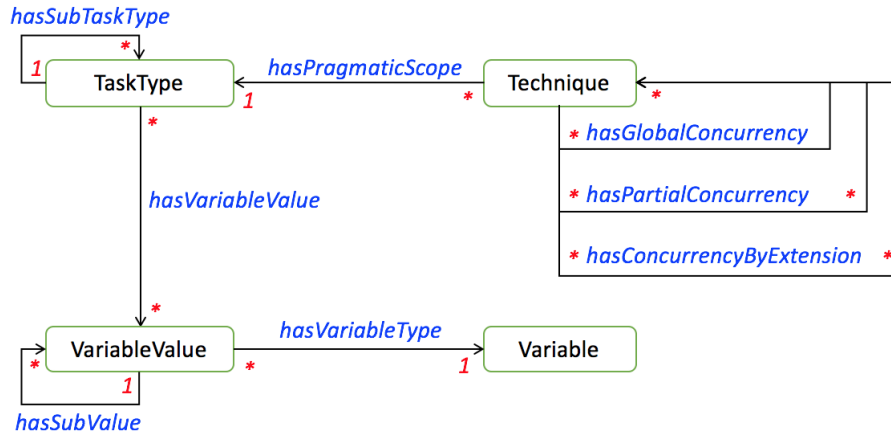 hasSubTaskType
*
1
TaskType
hasPragmaticScope
Technique
1
*
*
*
* hasGlobalConcurrency
* hasPartialConcurrency *
hasVariableValue
* hasConcurrencyByExtension *
*
VariableValue
hasVariableType
Variable
*
1
*
1
hasSubValue